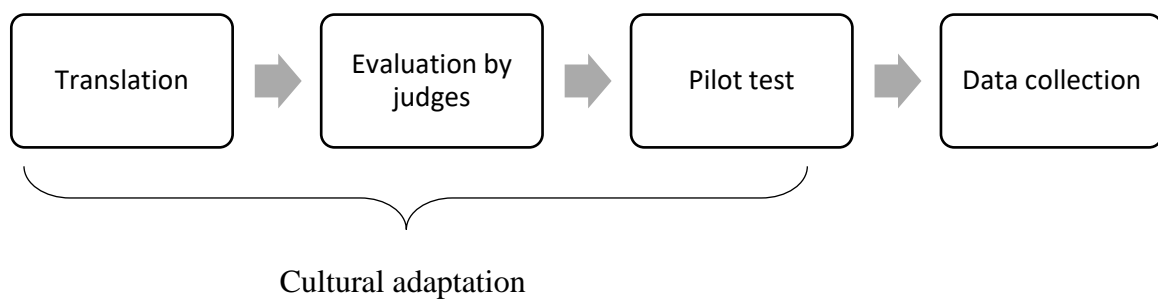 Translation
Evaluation by
judges
Pilot test
Data collection
Cultural adaptation